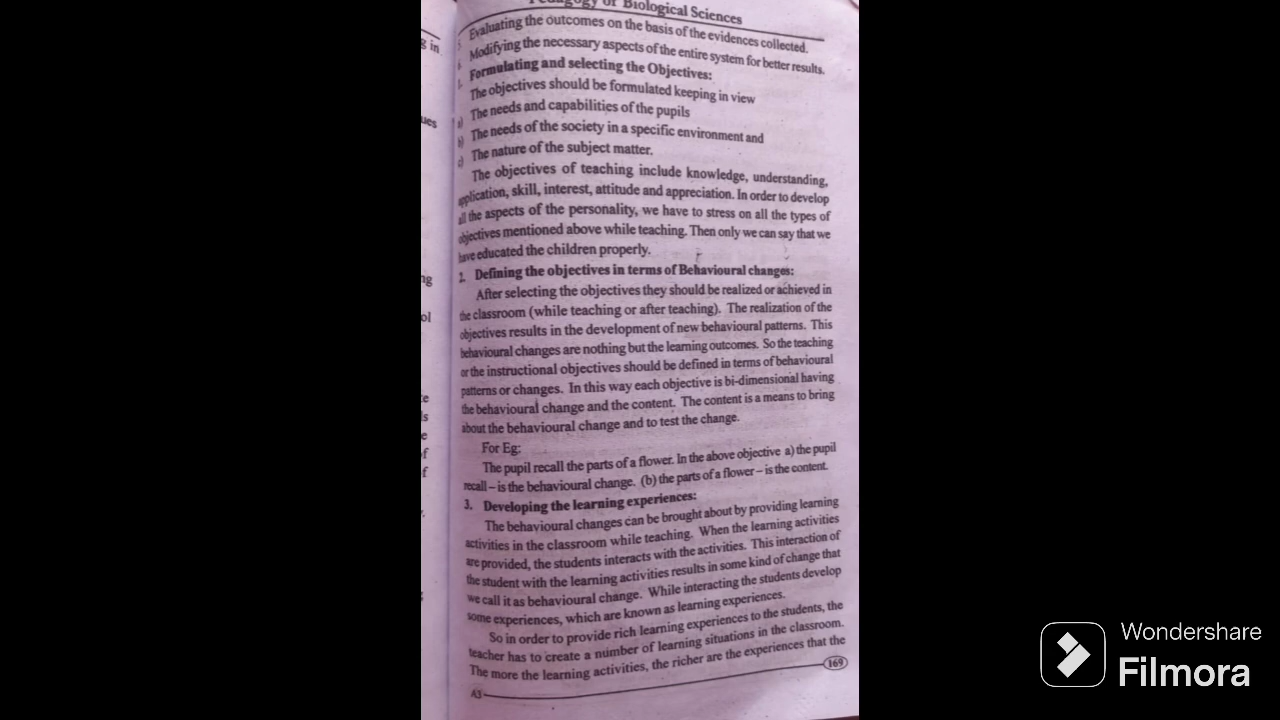 Pedagogy of Biological Sciences
Evaluating the outcomes on the basis of the evidences collected.
Modifying the necessary aspects of the entire system for better results.
Formulating and selecting the Objectives:
The objectives should be formulated keeping in view
a) The needs and capabilities of the pupils
b) The needs of the society in a specific environment and
c) The nature of the subject matter.
The objectives of teaching include knowledge, understanding,
application, skill, interest, attitude and appreciation. In order to develop
all the aspects of the personality, we have to stress on all the types of
objectives mentioned above while teaching. Then only we can say that we
have educated the children properly.
2. Defining the objectives in terms of Behavioural changes:
After selecting the objectives they should be realized or achieved in
the classroom (while teaching or after teaching). The realization of the
objectives results in the development of new behavioural patterns. This
behavioural changes are nothing but the learning outcomes. So the teaching
or the instructional objectives should be defined in terms of behavioural
patterns or changes. In this way each objective is bi-dimensional having
the behavioural change and the content. The content is a means to bring
about the behavioural change and to test the change.
For Eg;
The pupil recall the parts of a flower. In the above objective a) the pupil
recall – is the behavioural change. (b) the parts of a flower – is the content.
3. Developing the learning experiences:
The behavioural changes can be brought about by providing learning
activities in the classroom while teaching. When the learning activities
are provided, the students interacts with the activities. This interaction of
the student with the learning activities results in some kind of change that
we call it as behavioural change. While interacting the students develop
some experiences, which are known as learning experiences.
So in order to provide rich learning experiences to the students, the
teacher has to create a number of learning situations in the classroom.
The more the learning activities, the richer are the experiences that the
169
A3
Wondershare
Filmora